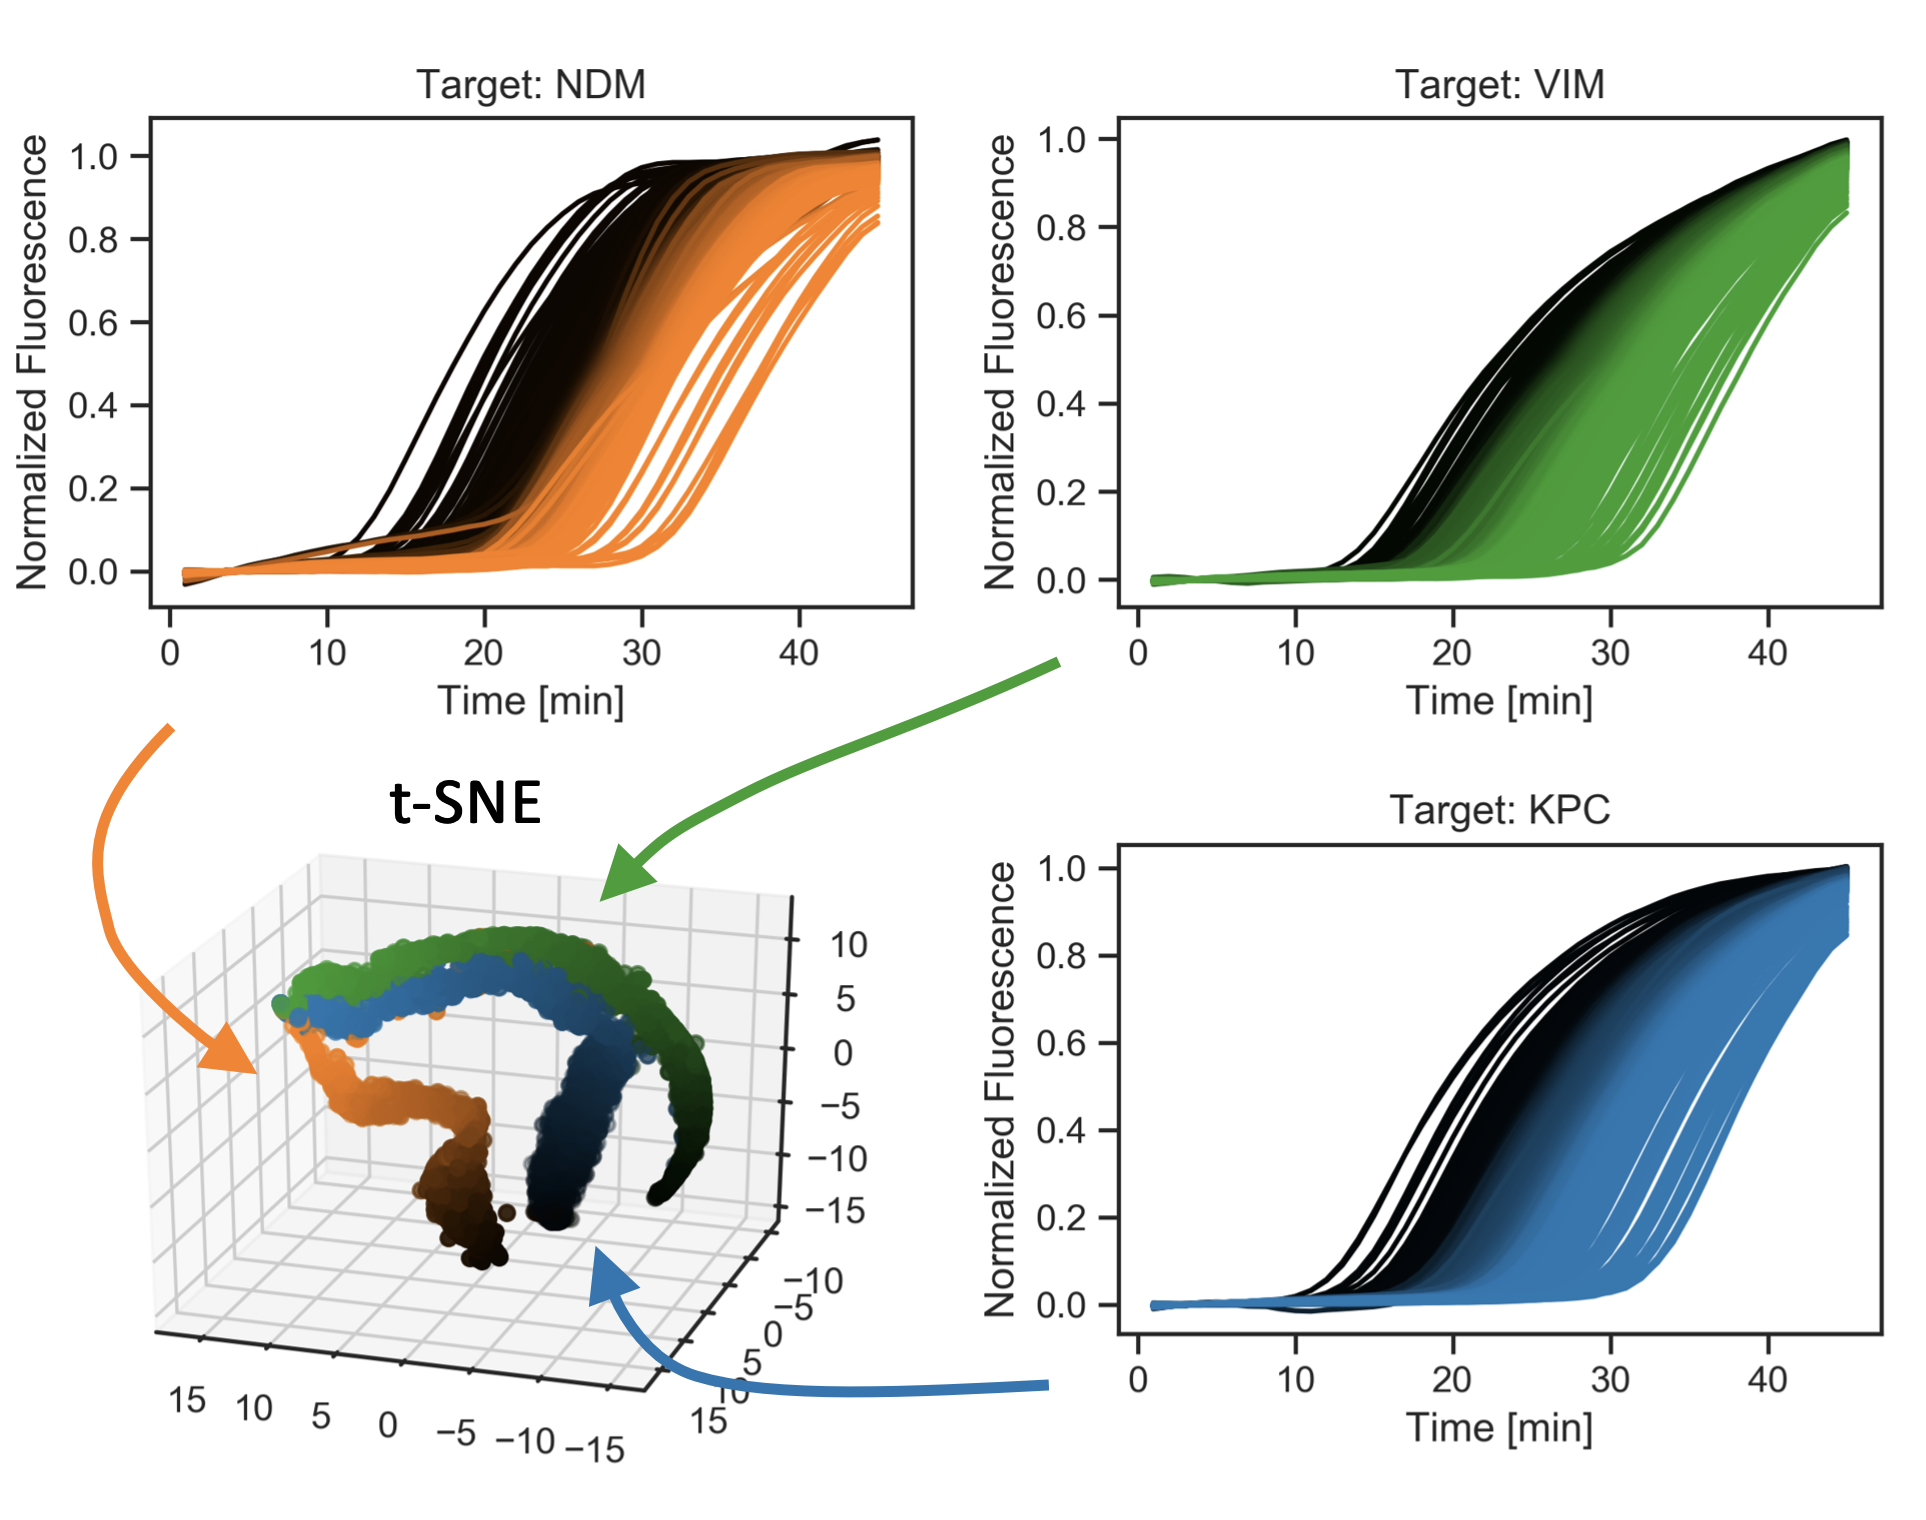 Target: NDM
Normalized Fluorescence
1.0
0.8
0.6
0.4
0.2
0.0
0 10 20 30 40
Time [min]
Target: VIM
Normalized Fluorescence
1.0
0.8
0.6
0.4
0.2
0.0
0 10 20 30 40
Time [min]
t-SNE
10
5
0
−5
−10
−15
−10
−5
0
5
10
15
15 10 5 0 −5 −10 −15
Target: KPC
Normalized Fluorescence
1.0
0.8
0.6
0.4
0.2
0.0
0 10 20 30 40
Time [min]